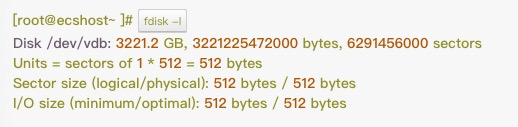 [root@ecshost~ ]# fdisk -l
Disk /dev/vdb: 3221.2 GB, 3221225472000 bytes, 6291456000 sectors
Units = sectors of 1 * 512 = 512 bytes
Sector size (logical/physical): 512 bytes / 512 bytes
I/O size (minimum/optimal): 512 bytes / 512 bytes